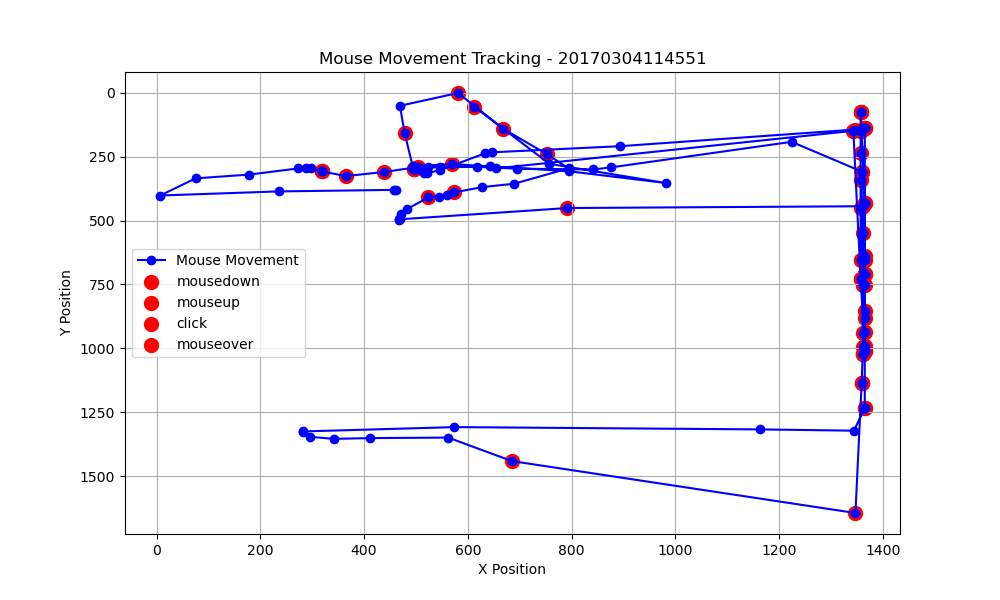 Mouse Movement Tracking - 20170304114551
0
250
500
750
1000
1250
1500
Y Position
Mouse Movement
mousedown
mouseup
click
mouseover
0
200
400
600
800
1000
1200
1400
X Position